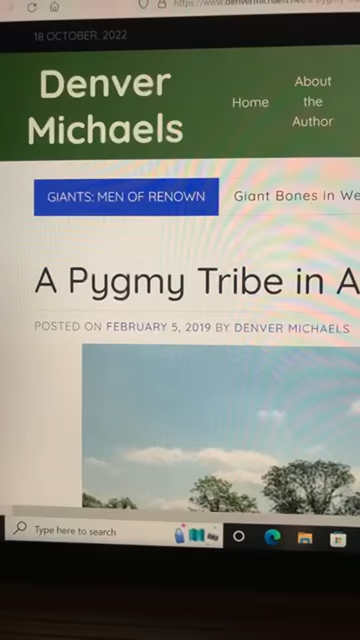 18 OCTOBER, 2022
Denver
Michaels
Home
About
the
Author
GIANTS: MEN OF RENOWN
Giant Bones in We
A Pygmy Tribe in A
POSTED ON FEBRUARY 5, 2019 BY DENVER MICHAELS
Type here to search